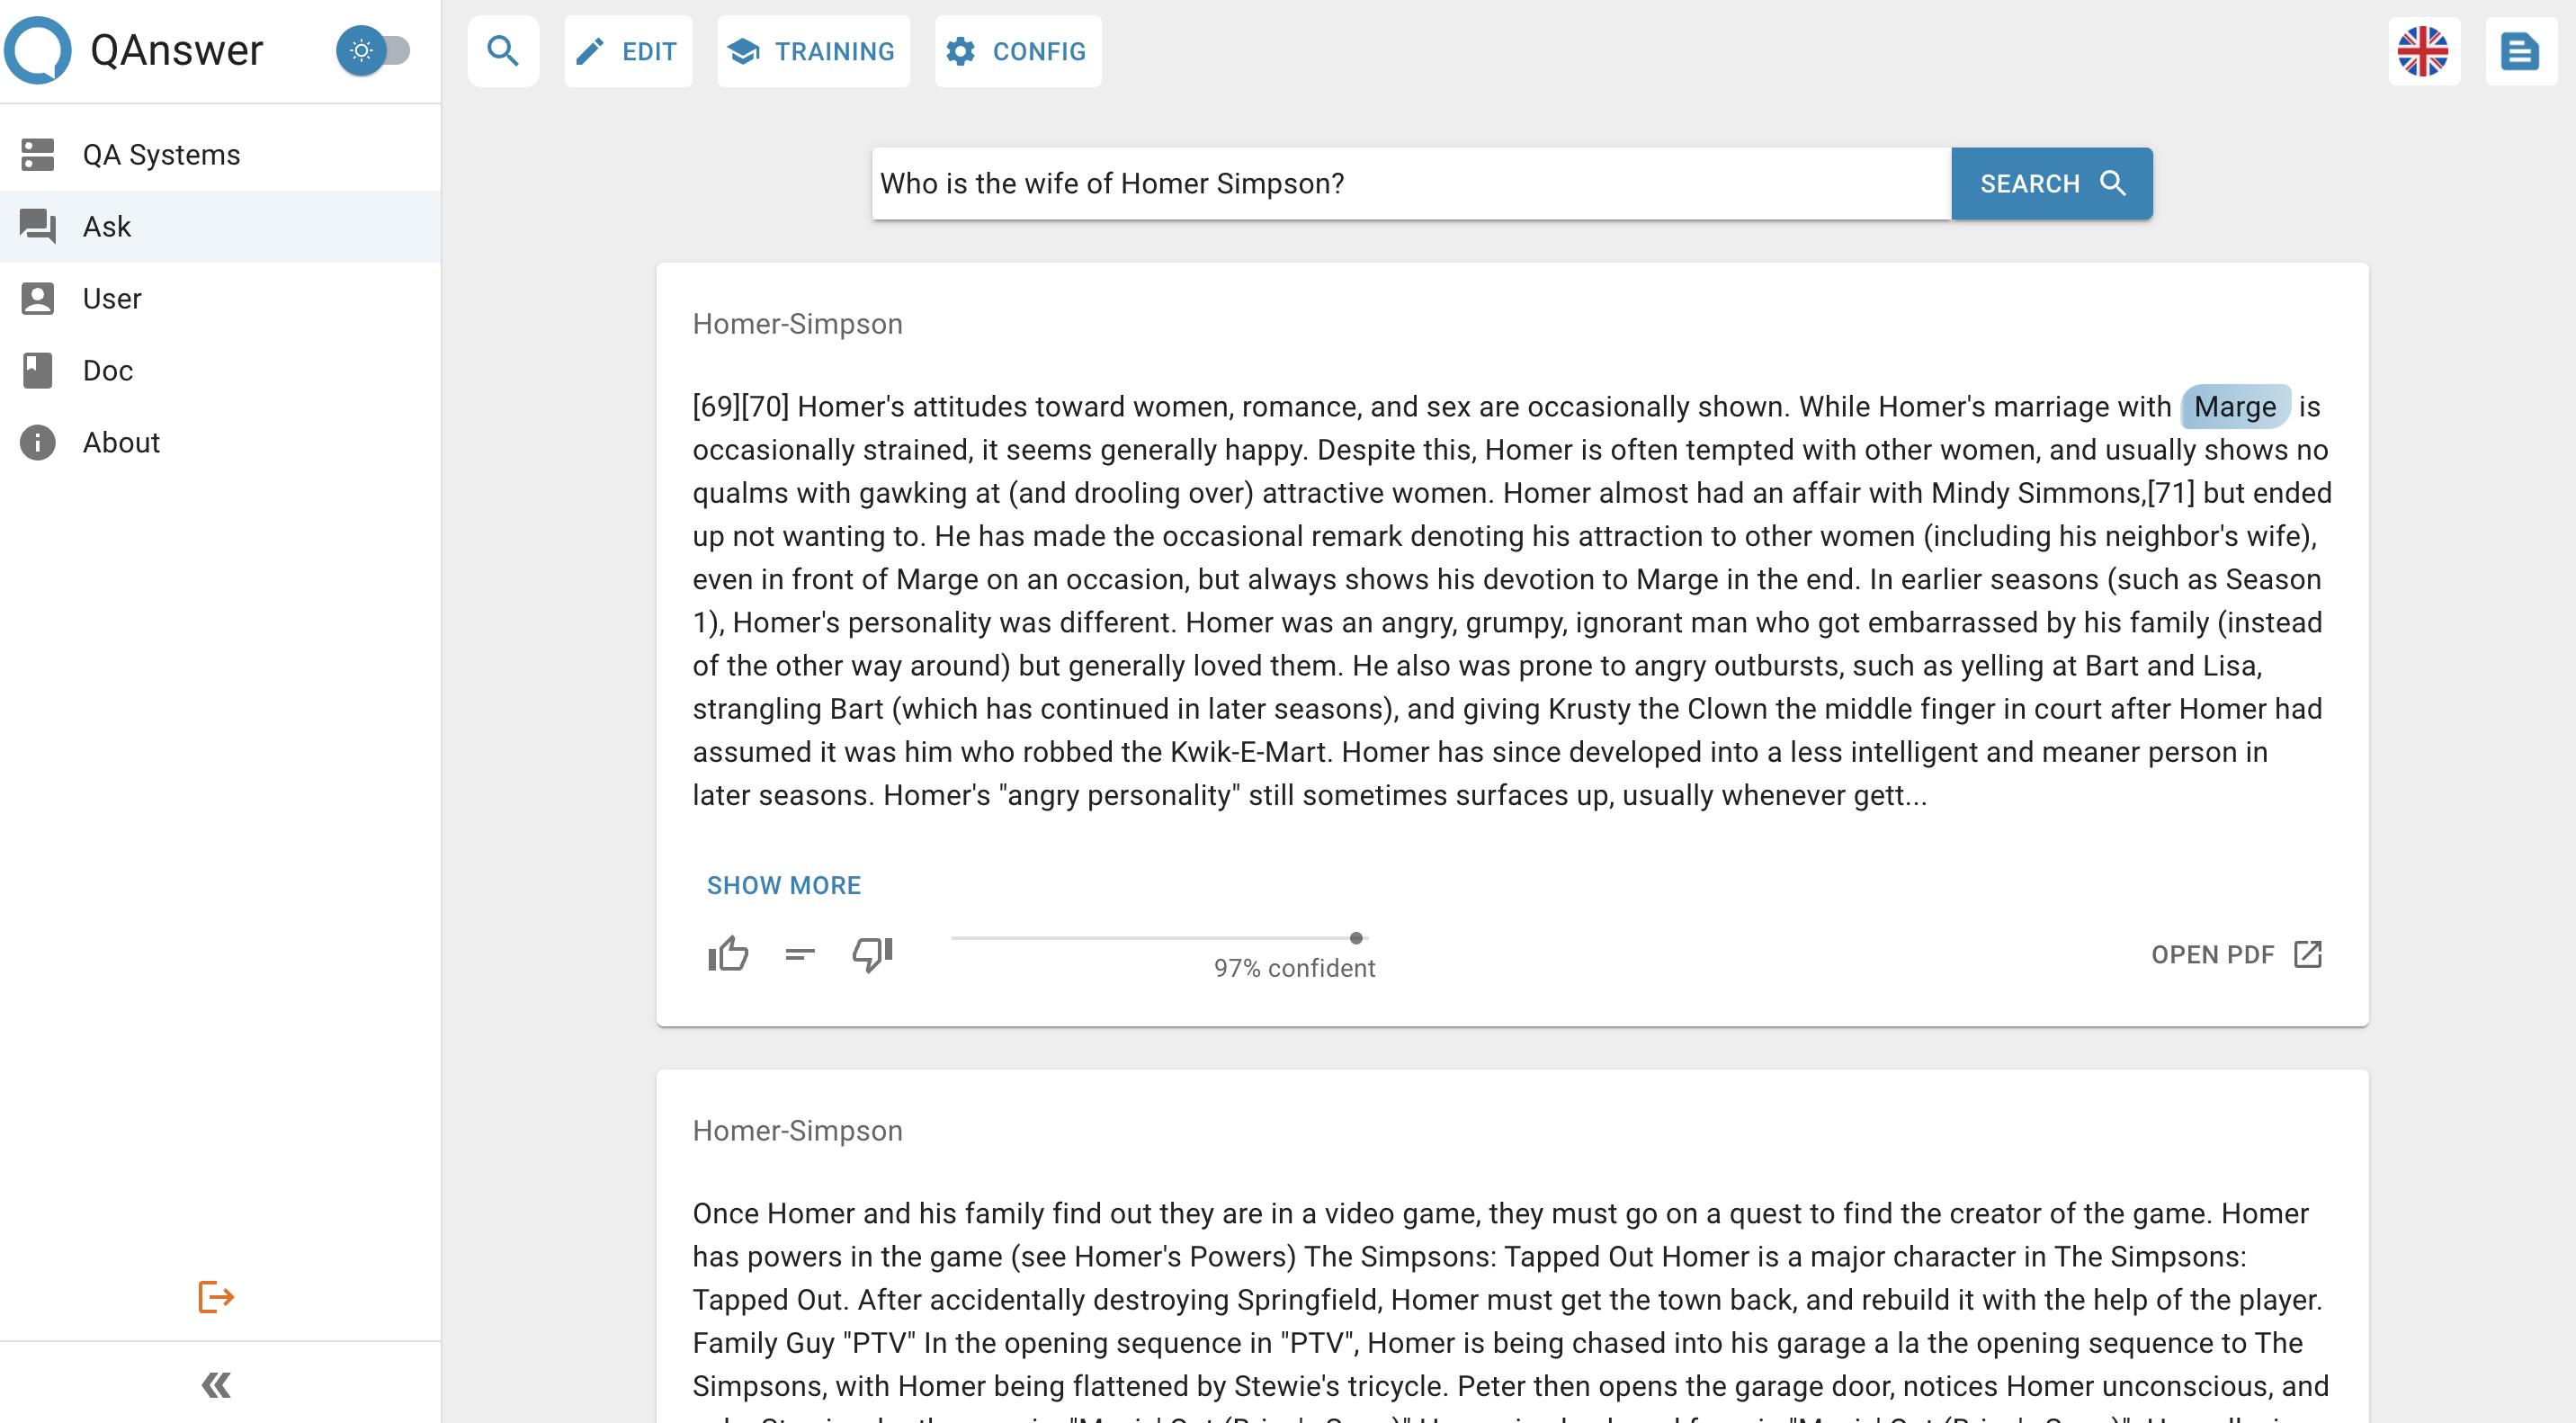 QAnswer
EDIT
TRAINING
CONFIG
QA Systems
Ask
User
Doc
About
Who is the wife of Homer Simpson?
SEARCH
Homer-Simpson
[69][70] Homer's attitudes toward women, romance, and sex are occasionally shown. While Homer's marriage with Marge is
occasionally strained, it seems generally happy. Despite this, Homer is often tempted with other women, and usually shows no
qualms with gawking at (and drooling over) attractive women. Homer almost had an affair with Mindy Simmons,[71] but ended
up not wanting to. He has made the occasional remark denoting his attraction to other women (including his neighbor's wife),
even in front of Marge on an occasion, but always shows his devotion to Marge in the end. In earlier seasons (such as Season
1), Homer's personality was different. Homer was an angry, grumpy, ignorant man who got embarrassed by his family (instead
of the other way around) but generally loved them. He also was prone to angry outbursts, such as yelling at Bart and Lisa,
strangling Bart (which has continued in later seasons), and giving Krusty the Clown the middle finger in court after Homer had
assumed it was him who robbed the Kwik-E-Mart. Homer has since developed into a less intelligent and meaner person in
later seasons. Homer's "angry personality" still sometimes surfaces up, usually whenever gett...
SHOW MORE
97% confident
OPEN PDF
Homer-Simpson
Once Homer and his family find out they are in a video game, they must go on a quest to find the creator of the game. Homer
has powers in the game (see Homer's Powers) The Simpsons: Tapped Out Homer is a major character in The Simpsons:
Tapped Out. After accidentally destroying Springfield, Homer must get the town back, and rebuild it with the help of the player.
Family Guy "PTV" In the opening sequence in "PTV", Homer is being chased into his garage a la the opening sequence to The
Simpsons, with Homer being flattened by Stewie's tricycle. Peter then opens the garage door, notices Homer unconscious, and